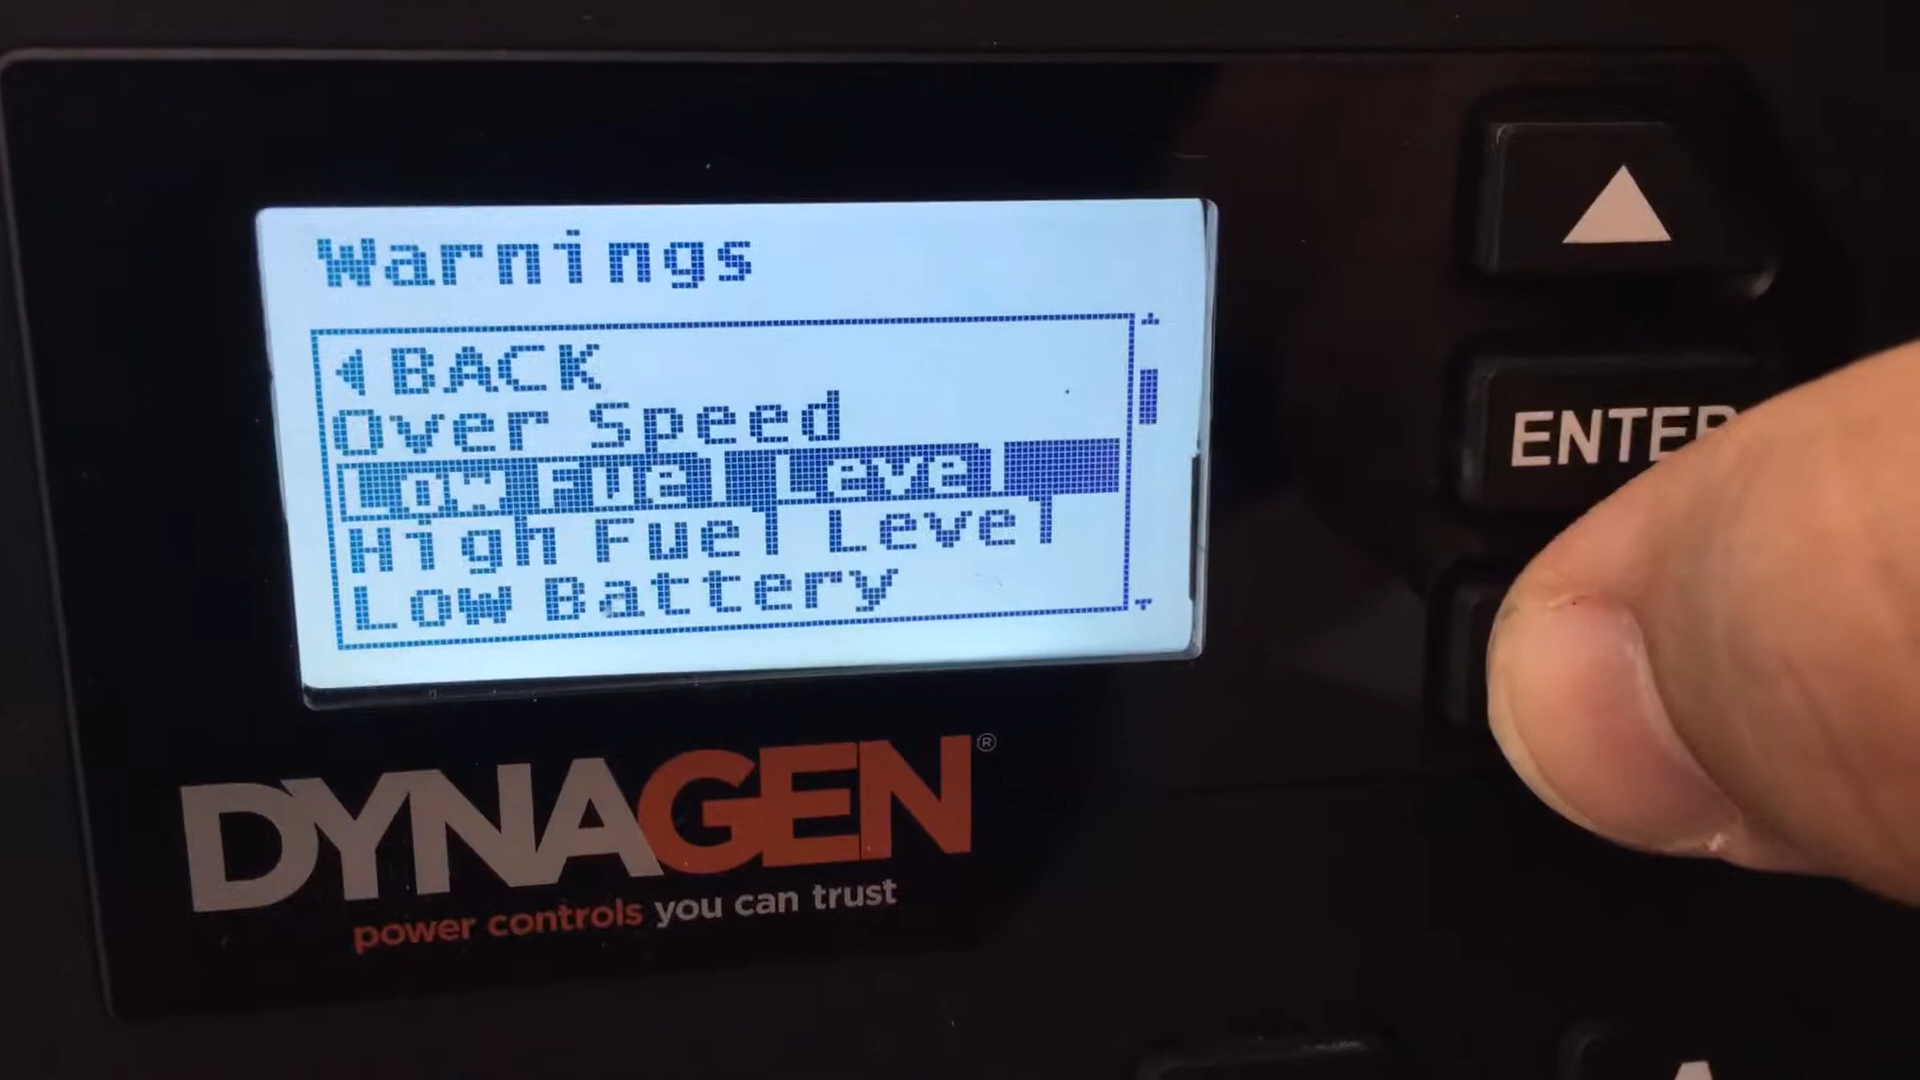 Warnings
BACK
Over Speed
Low Fuel Level
High Fuel Level
Low Battery
ENTER
DYNAGEN®
power controls you can trust